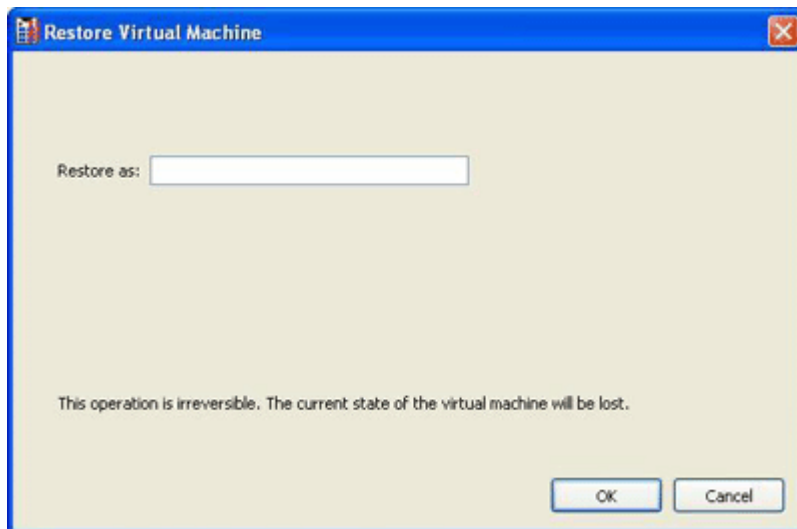 Restore Virtual Machine
Restore as:
This operation is irreversible. The current state of the virtual machine will be lost.
OK
Cancel